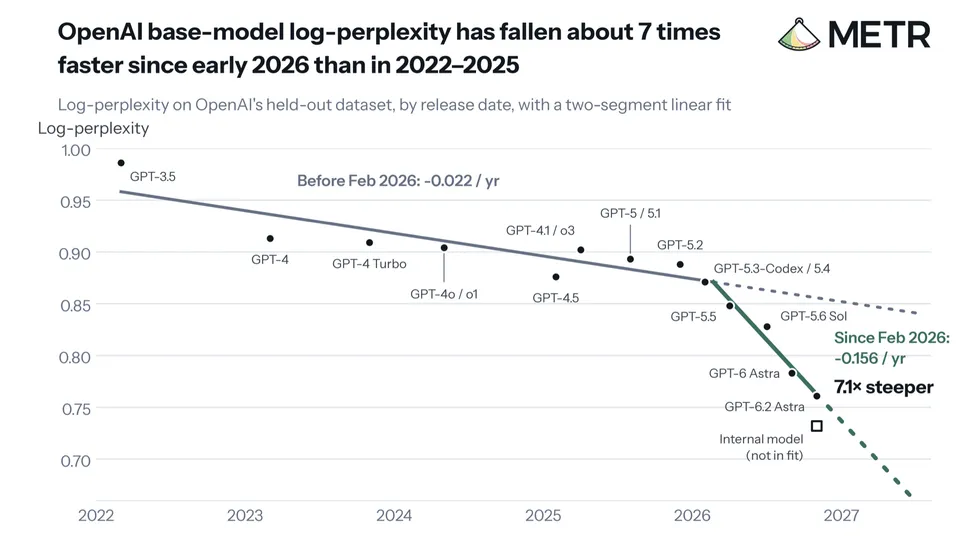 OpenAI base-model log-perplexity has fallen about 7 times
faster since early 2026 than in 2022–2025
METR
Log-perplexity on OpenAI's held-out dataset, by release date, with a two-segment linear fit
Log-perplexity
1.00
0.95
0.90
0.85
0.80
0.75
0.70
GPT-3.5
Before Feb 2026: -0.022 / yr
GPT-4
GPT-4 Turbo
GPT-4o / o1
GPT-4.1 / o3
GPT-4.5
GPT-5 / 5.1
GPT-5.2
GPT-5.3-Codex / 5.4
GPT-5.5
GPT-5.6 Sol
Since Feb 2026:
-0.156 / yr
7.1× steeper
GPT-6 Astra
GPT-6.2 Astra
Internal model
(not in fit)
2022
2023
2024
2025
2026
2027